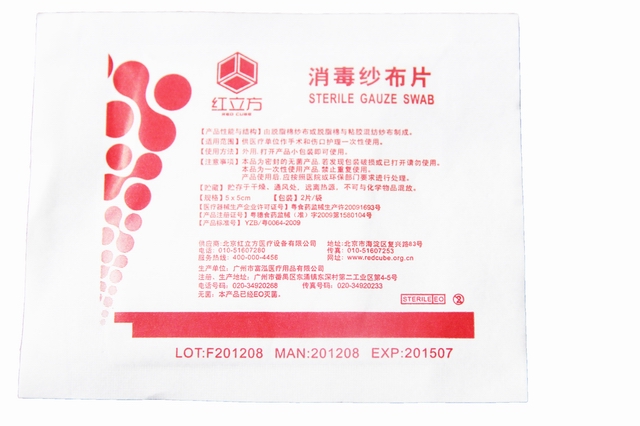 红立方
消毒纱布片
STERILE GAUZE SWAB
【产品性能与结构】由脱脂棉纱布或脱脂棉与粘胶混纺纱布制成。
【适用范围】供医疗单位作手术和伤口护理一次性使用。
【使用方法】外用,打开产品小包装即可使用。
【注意事项】本品为密封的无菌产品,若发现包装破损或已打开请勿使用。
本品为一次性使用产品,禁止重复使用。
产品使用后,应按照医院或环保部门要求进行处理。
【贮藏】贮存于干燥、通风处、远离热源,不可与化学物品混放。
【规格】5 x 5cm 【包装】2片/袋
【医疗器械生产企业许可证号】粤食药监械生产许20091693号
【产品注册证号】粤穗食药监械(准)字2009第1580104号
【产品标准号】YZB/粤0064-2009
供应商:北京红立方医疗设备有限公司 地址:北京市海淀区复兴路83号
电话:010-51607280 传真:010-51607253
服务热线:400-000-4456 网址:www.redcube.org.cn
生产单位:广州市富泓医疗用品有限公司
注册、生产地址:广州市番禺区东涌镇东深村第二工业区第4-5号
电话号码:020-34920268 传真号码:020-34920233
无菌:本产品已经EO灭菌。
STERILE EO
LOT:F201208 MAN:201208 EXP:201507